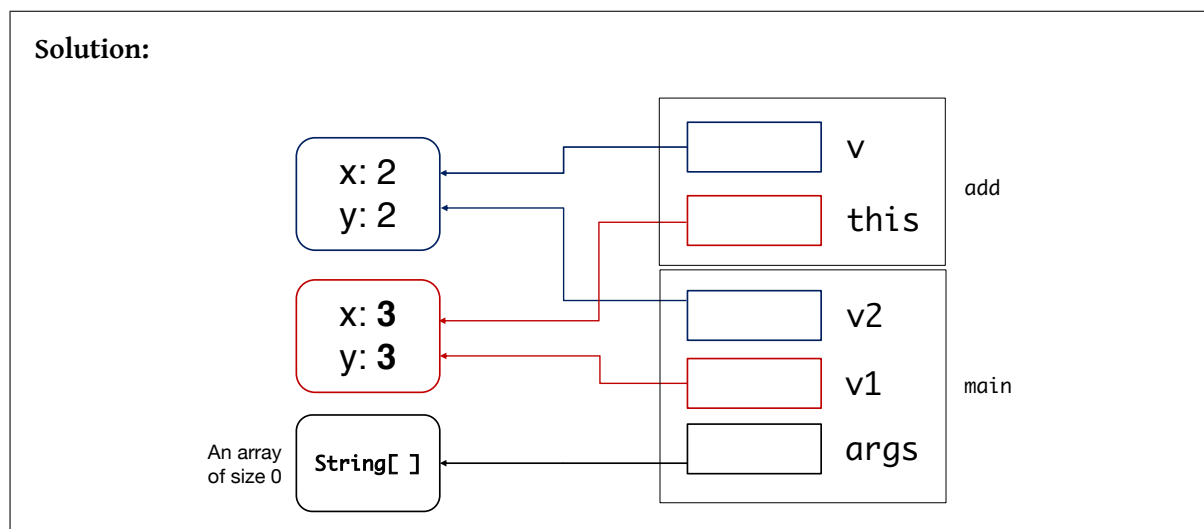 Solution:
x: 2
y: 2
x: 3
y: 3
An array
of size 0
String[ ]
v
this
add
v2
v1
args
main